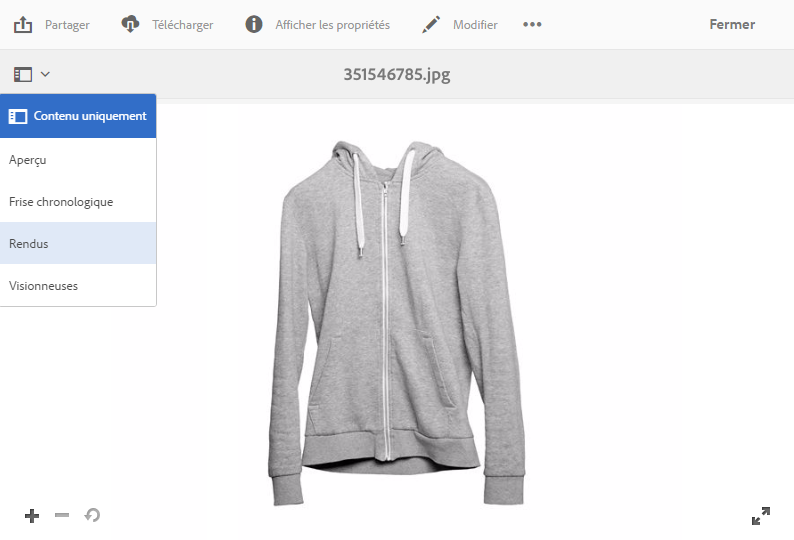 Partager
Télécharger
Afficher les propriétés
Modifier
Fermer
351546785.jpg
Contenu uniquement
Aperçu
Frise chronologique
Rendus
Visionneuses